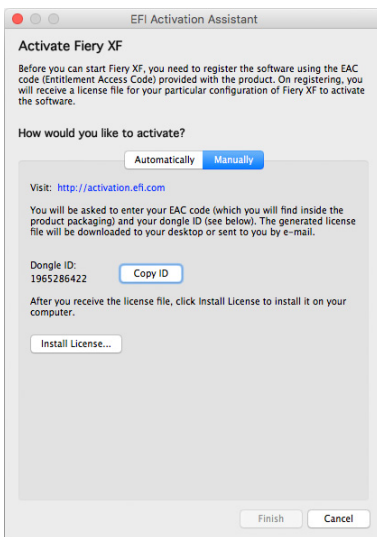 EFI Activation Assistant
Activate Fiery XF
Before you can start Fiery XF, you need to register the software using the EAC
code (Entitlement Access Code) provided with the product. On registering, you
will receive a license file for your particular configuration of Fiery XF to activate
the software.
How would you like to activate?
Automatically Manually
Visit: http://activation.efi.com
You will be asked to enter your EAC code (which you will find inside the
product packaging) and your dongle ID (see below). The generated license
file will be downloaded to your desktop or sent to you by e-mail.
Dongle ID:
1965286422 Copy ID
After you receive the license file, click Install License to install it on your
computer.
Install License...
Finish Cancel